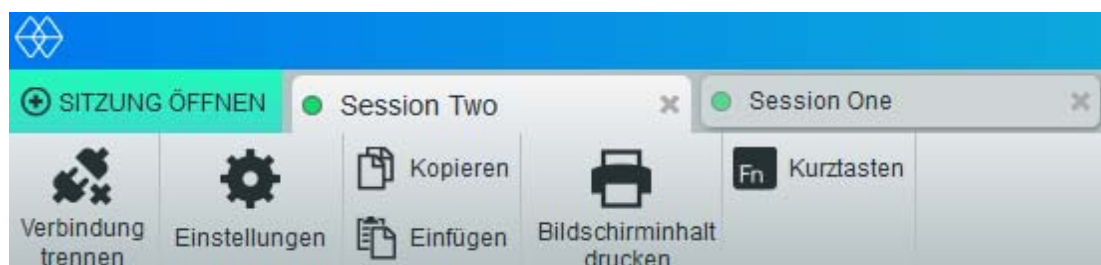 SITZUNG ÖFFNEN
Session Two
Session One
Verbindung
trennen
Einstellungen
Kopieren
Einfügen
Bildschirminhalt
drucken
Fn
Kurztasten